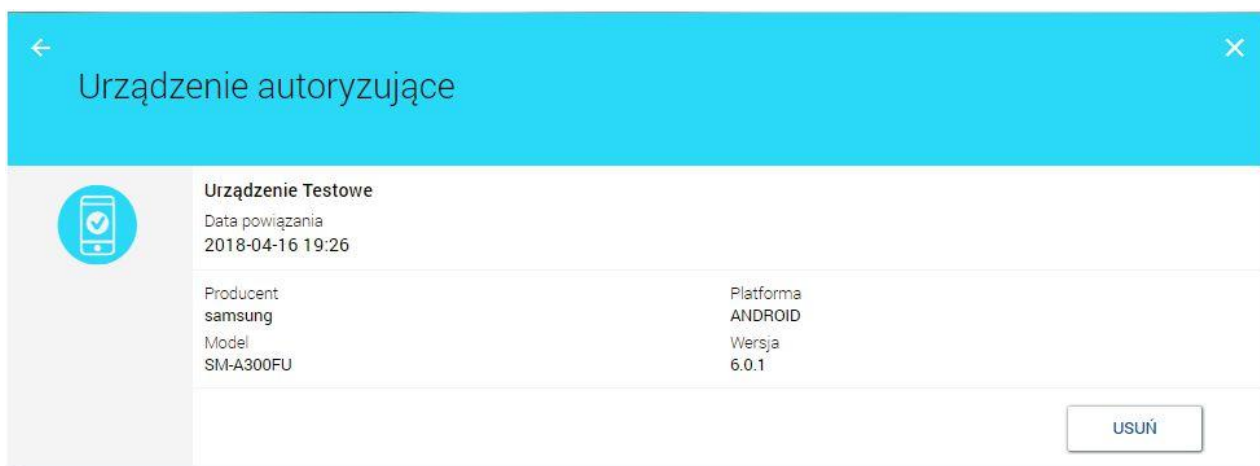 Urządzenie autoryzujące
Urządzenie Testowe
Data powiązania
2018-04-16 19:26
Producent
samsung
Platforma
ANDROID
Model
SM-A300FU
Wersja
6.0.1
USUŃ